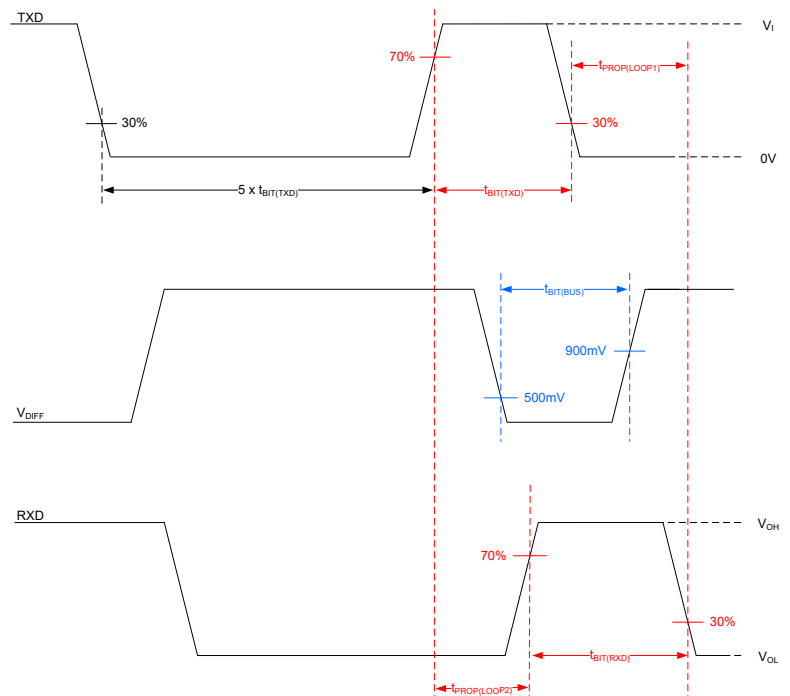 TXD
V_I
70%
t_PROP(LOOP1)
30%
30%
0V
5 x t_BIT(TXD)
t_BIT(TXD)
t_BIT(BUS)
900mV
500mV
V_DIFF
RXD
V_OH
70%
30%
t_BIT(RXD)
V_OL
t_PROP(LOOP2)